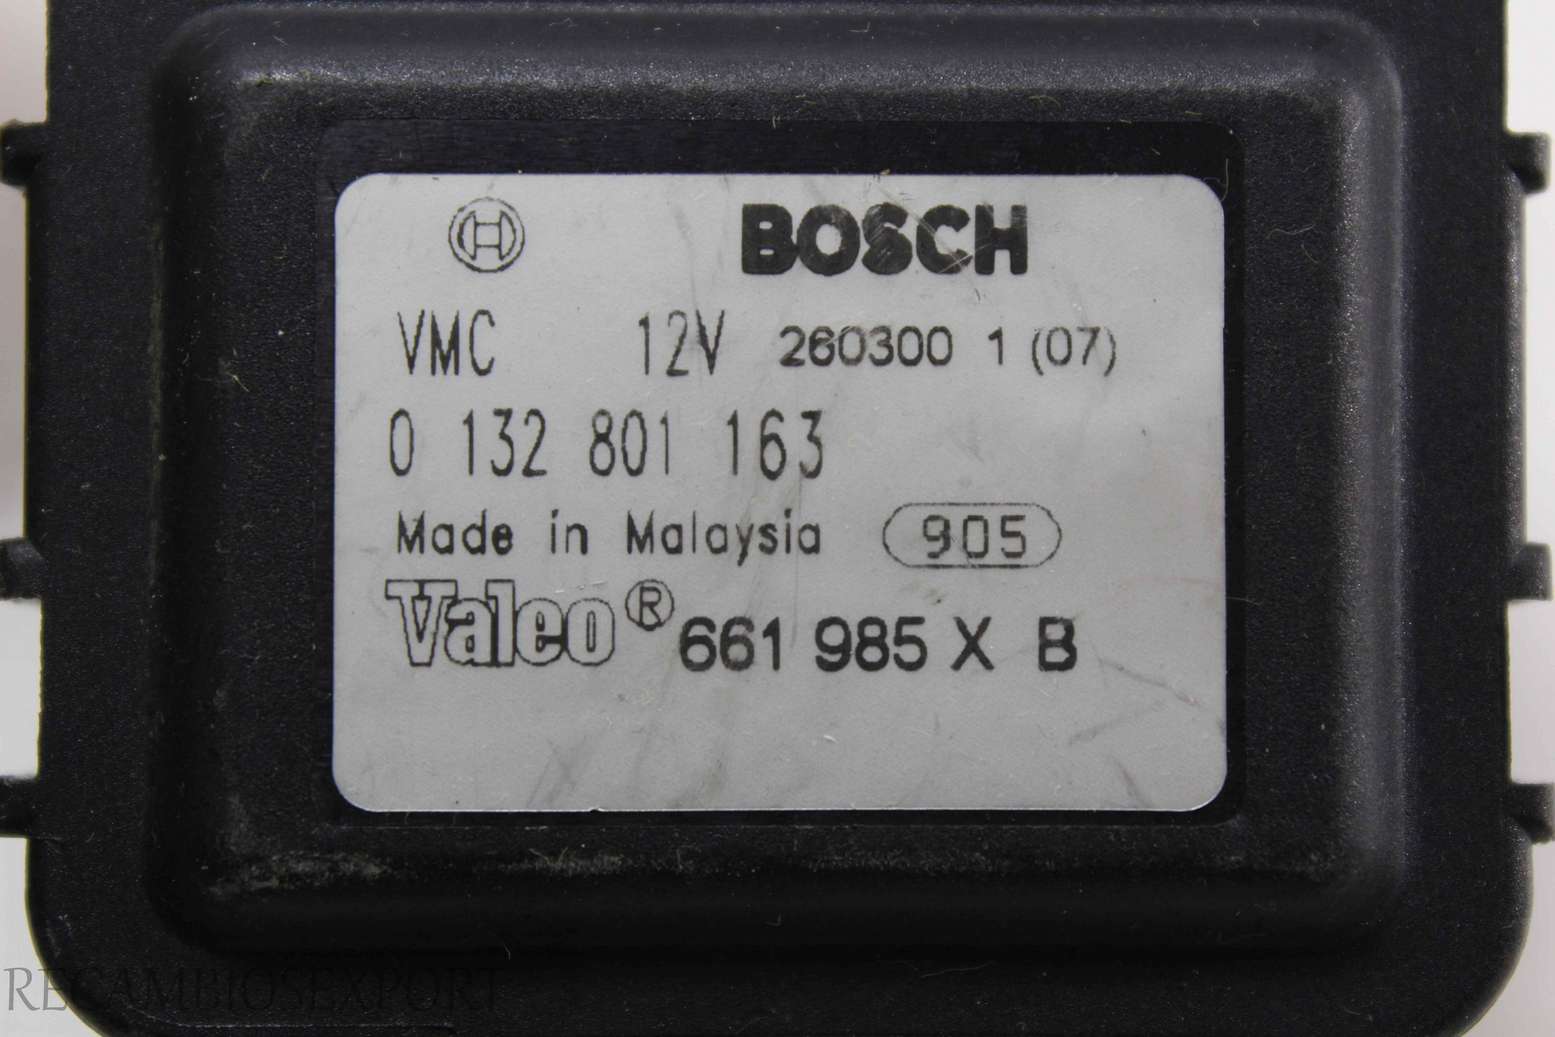 BOSCH
VMC 12V 260300 1 (07)
0 132 801 163
Made in Malaysia 905
Valeo® 661 985 X B
RECAMBIOSEXPORT